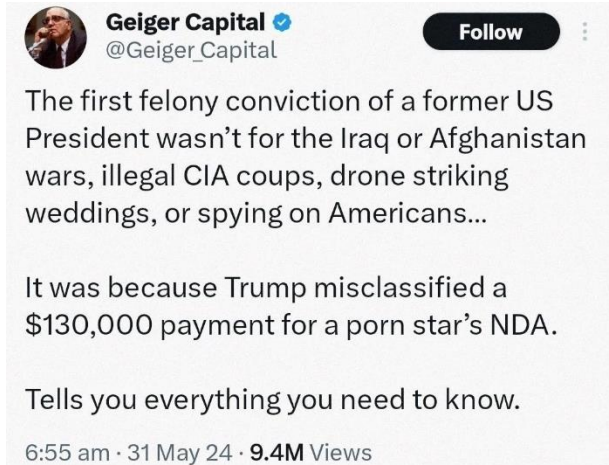 Geiger Capital
@Geiger_Capital
Follow
The first felony conviction of a former US
President wasn’t for the Iraq or Afghanistan
wars, illegal CIA coups, drone striking
weddings, or spying on Americans...
It was because Trump misclassified a
$130,000 payment for a porn star’s NDA.
Tells you everything you need to know.
6:55 am · 31 May 24 · 9.4M Views